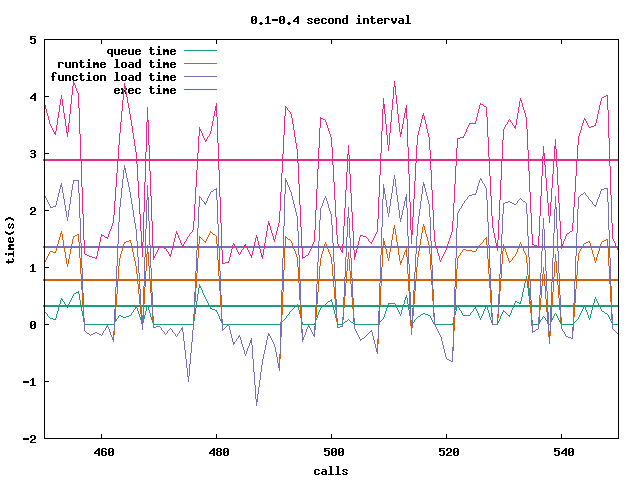 0.1-0.4 second interval
queue time
runtime load time
function load time
exec time
5
4
3
2
1
0
-1
-2
time(s)
460
480
500
520
540
calls